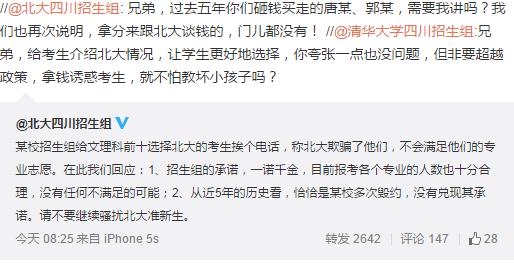 //@北大四川招生组: 兄弟，过去五年你们砸钱买走的唐某、郭某，需要我讲吗？我
们也再次说明，拿分来跟北大谈钱的，门儿都没有！ //@清华大学四川招生组:兄
弟，给考生介绍北大情况，让学生更好地选择，你夸张一点也没问题，但非要超越
政策，拿钱诱惑考生，就不怕教坏小孩子吗？
@北大四川招生组
某校招生组给文理科前十选择北大的考生挨个电话，称北大欺骗了他们，不会满足他们的专
业志愿。在此我们回应：1、招生组的承诺，一诺千金，目前报考各个专业的人数也十分合
理，没有任何不满足的可能；2、从近5年的历史看，恰恰是某校多次毁约，没有兑现其承
诺。请不要继续骚扰北大准新生。
今天 08:25 来自 iPhone 5s 转发 2642 | 评论 147 | 28